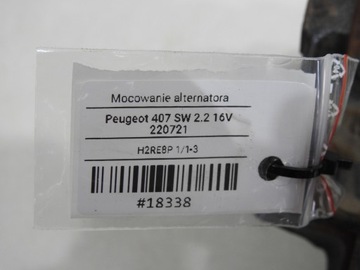 Mocowanie alternatora
Peugeot 407 SW 2.2 16V
220721
H2RE8P 1/1-3
#18338